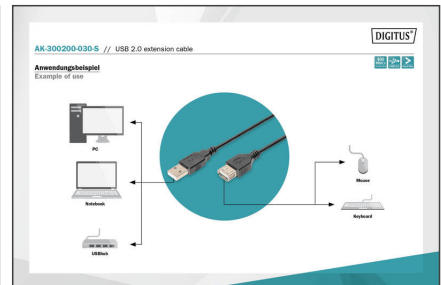 DIGITUS®
AK-300200-030-S // USB 2.0 extension cable
Anwendungsbeispiel
Example of use
PC
Notebook
USBhub
Mouse
Keyboard